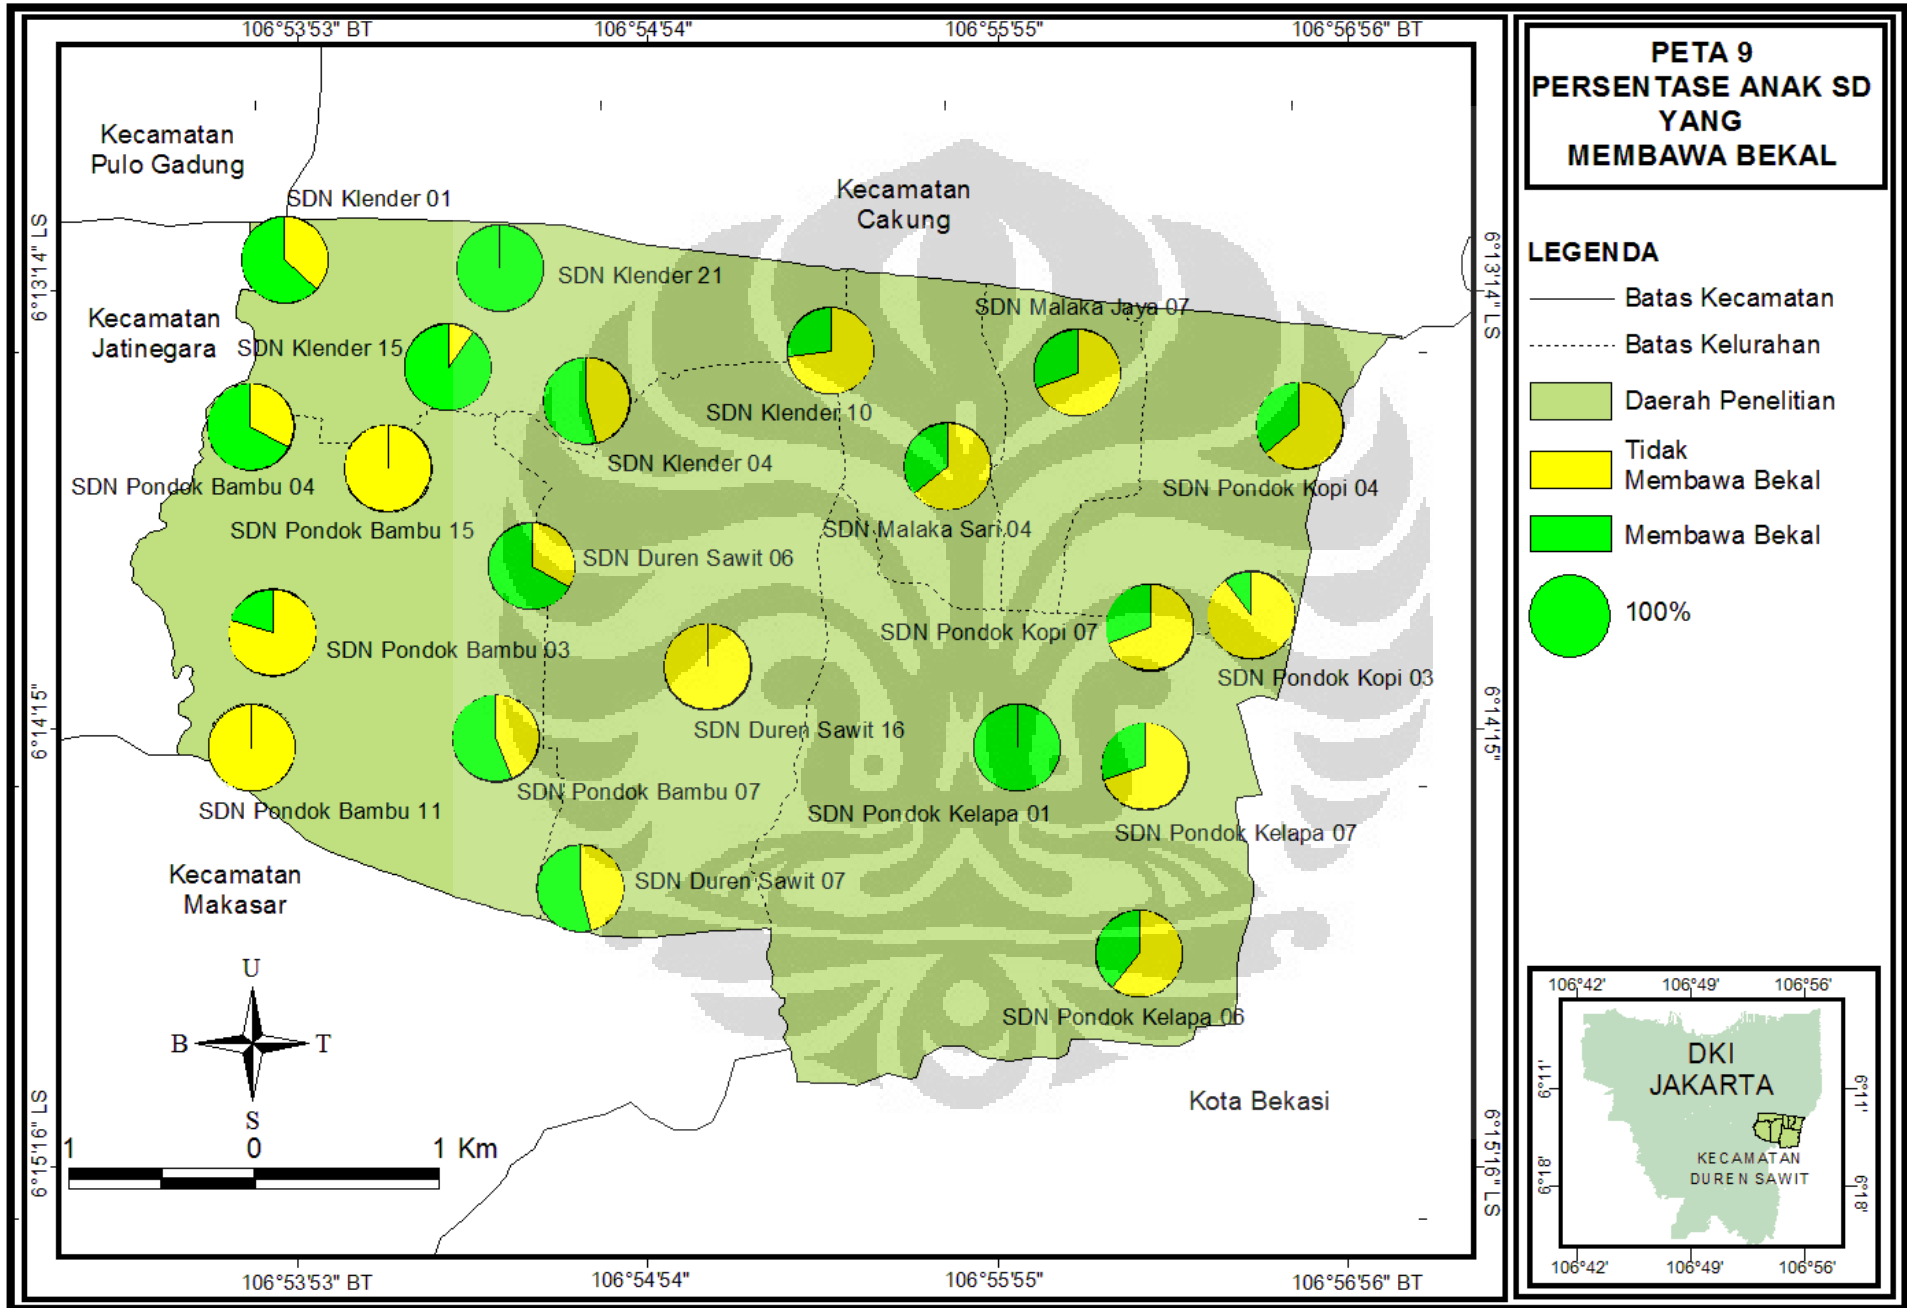 106°53'53" BT
106°54'54"
106°55'55"
106°56'56" BT
PETA 9
PERSENTASE ANAK SD
YANG
MEMBAWA BEKAL
Kecamatan
Pulo Gadung
Kecamatan
Cakung
SDN Klender 01
6°13'14" LS
6°13'14" LS
SDN Klender 21
SDN Malaka Jaya 07
Kecamatan
Jatinegara
SDN Klender 15
SDN Klender 10
SDN Klender 04
SDN Pondok Bambu 04
SDN Pondok Kopi 04
SDN Pondok Bambu 15
SDN Malaka Sari 04
SDN Duren Sawit 06
SDN Pondok Kopi 07
SDN Pondok Bambu 03
SDN Pondok Kopi 03
6°14'15"
6°14'15"
SDN Duren Sawit 16
SDN Pondok Bambu 07
SDN Pondok Bambu 11
SDN Pondok Kelapa 01
SDN Pondok Kelapa 07
Kecamatan
Makasar
SDN Duren Sawit 07
SDN Pondok Kelapa 06
Kota Bekasi
U
B
T
S
1
0
1 Km
6°15'16" LS
6°15'16" LS
106°53'53" BT
106°54'54"
106°55'55"
106°56'56" BT
LEGENDA
Batas Kecamatan
Batas Kelurahan
Daerah Penelitian
Tidak
Membawa Bekal
Membawa Bekal
100%
106°42'
106°49'
106°56'
DKI
JAKARTA
6°11'
6°11'
KECAMATAN
DUREN SAWIT
6°18'
6°18'
106°42'
106°49'
106°56'